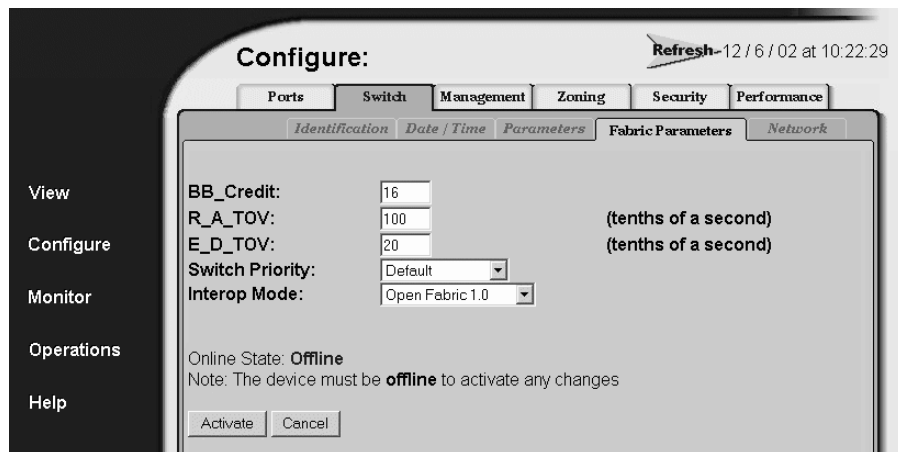 Configure:
Refresh-12 / 6 / 02 at 10:22:29
Ports Switch Management Zoning Security Performance
Identification Date / Time Parameters Fabric Parameters Network
View
Configure
Monitor
Operations
Help
BB_Credit: 16
R_A_TOV: 100 (tenths of a second)
E_D_TOV: 20 (tenths of a second)
Switch Priority: Default
Interop Mode: Open Fabric 1.0
Online State: Offline
Note: The device must be offline to activate any changes
Activate Cancel